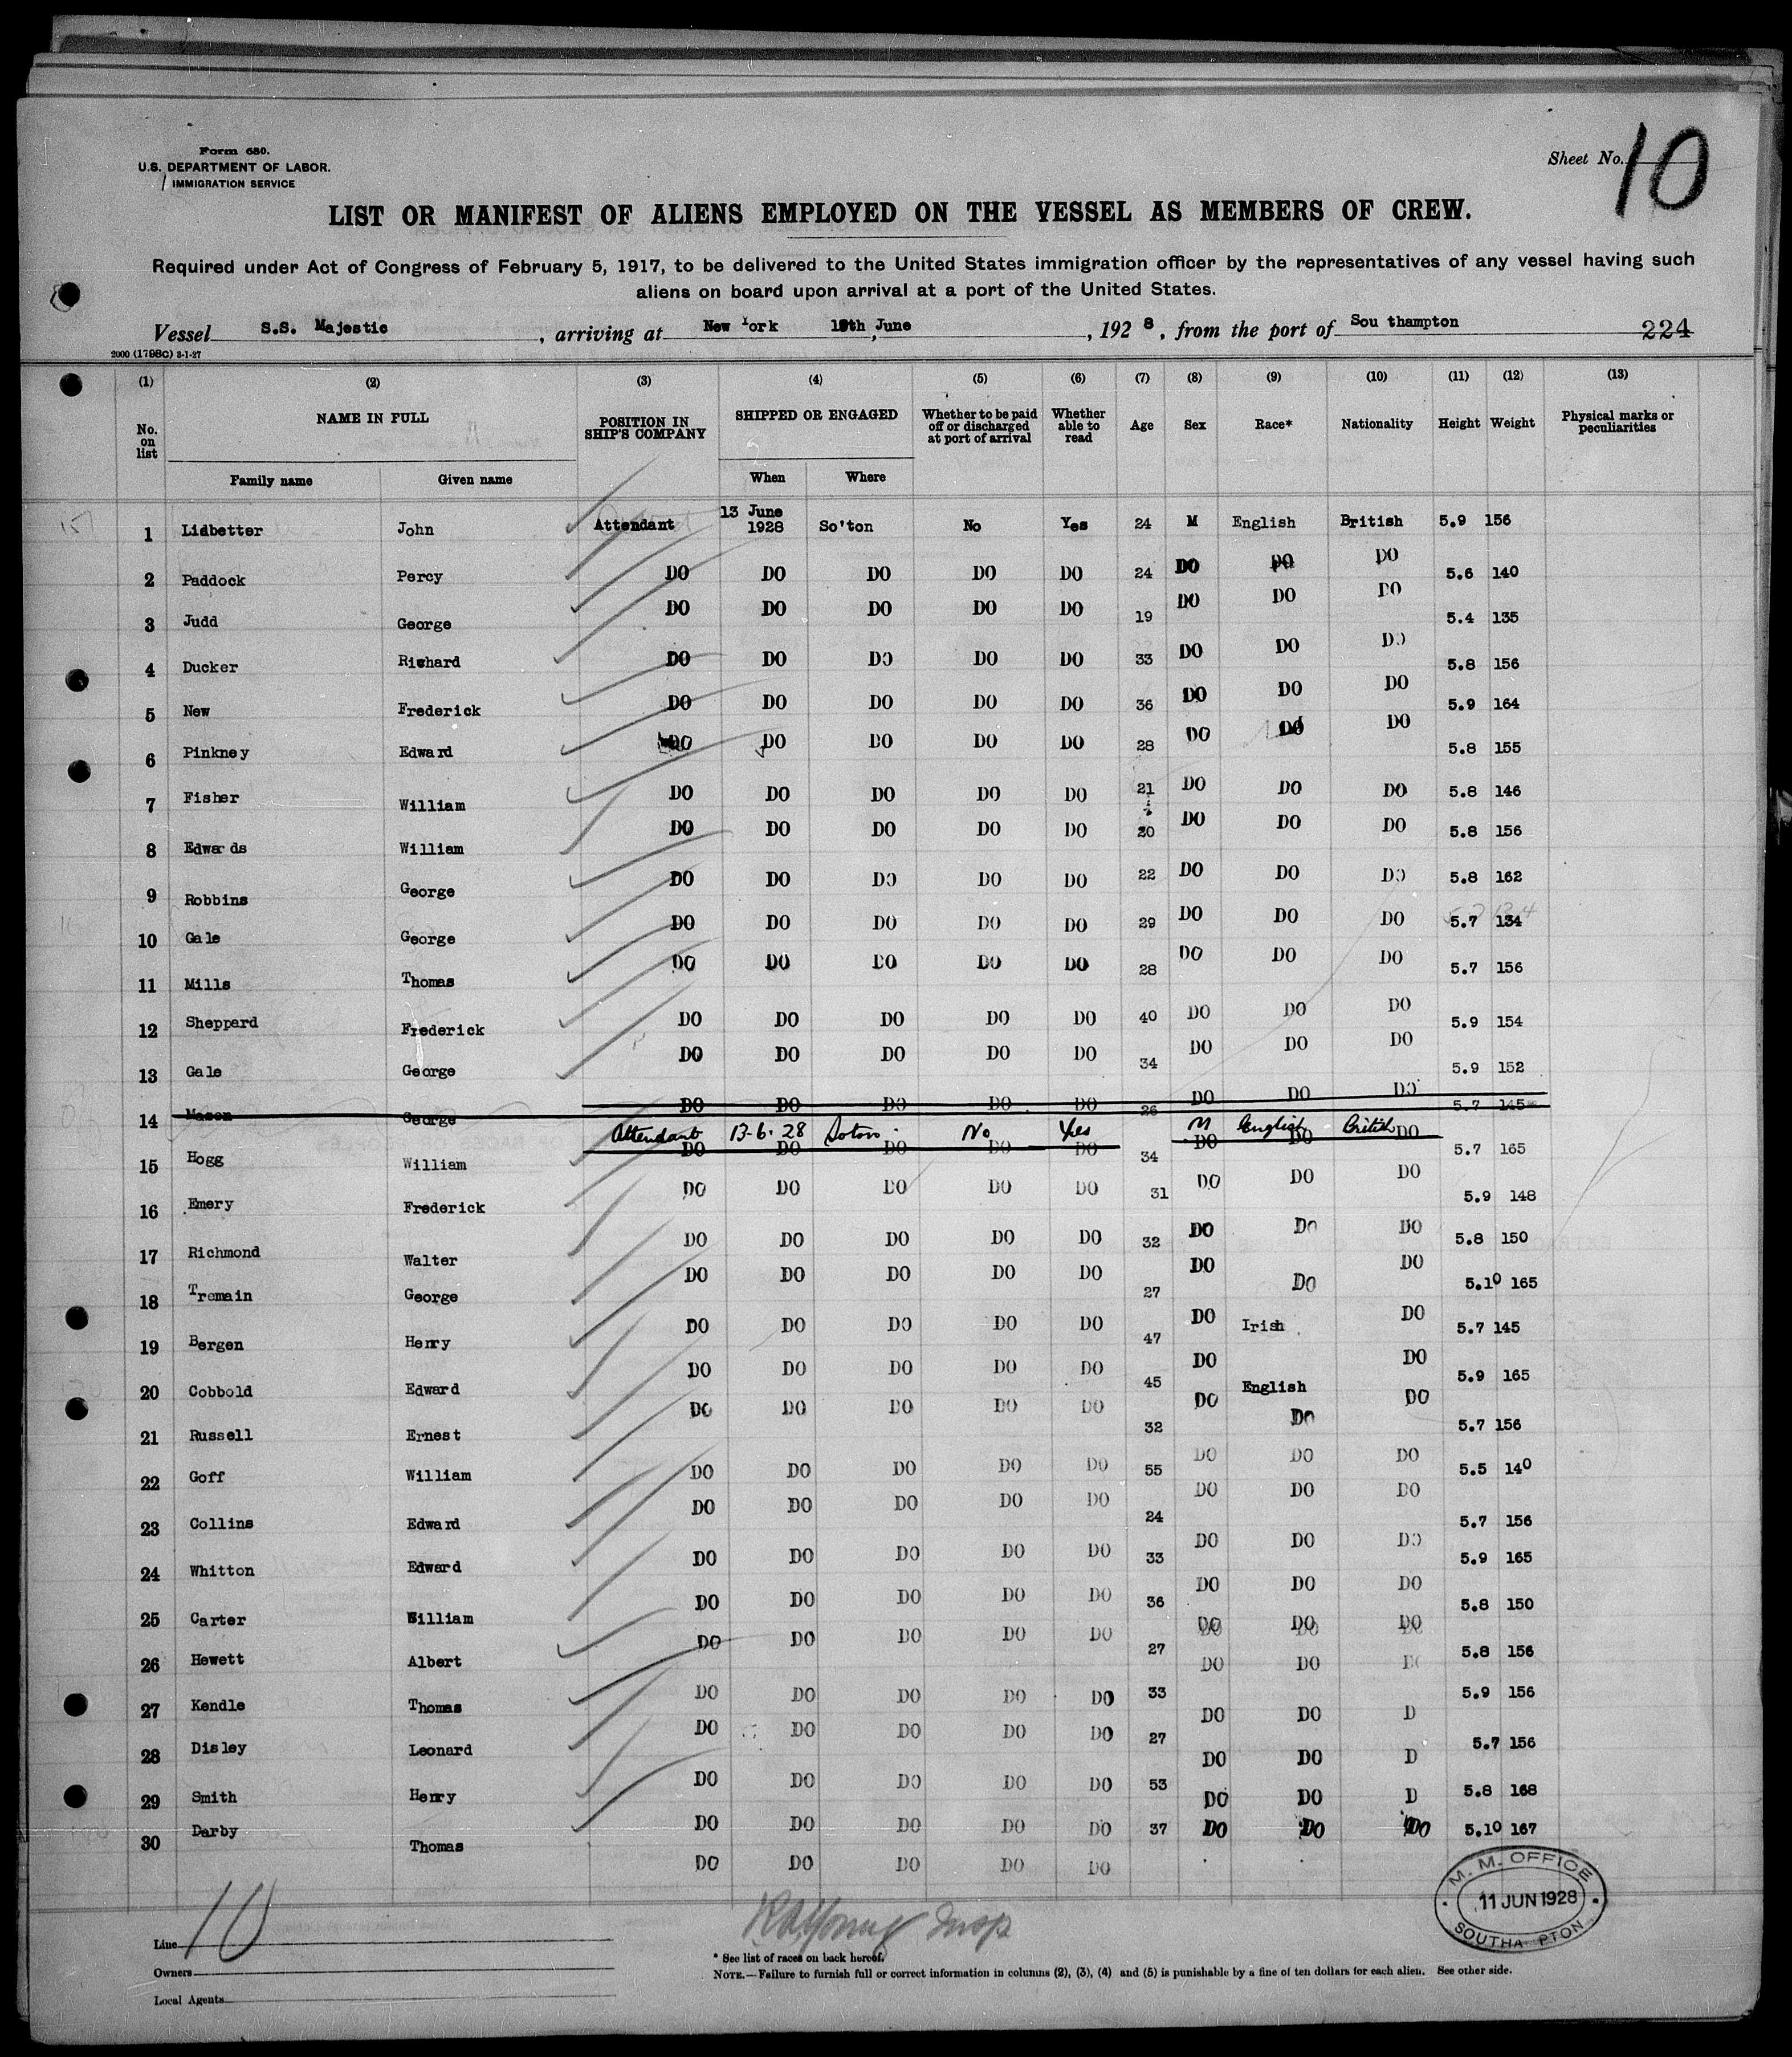 Form 680.
U.S. DEPARTMENT OF LABOR.
IMMIGRATION SERVICE
Sheet No. 10
LIST OR MANIFEST OF ALIENS EMPLOYED ON THE VESSEL AS MEMBERS OF CREW.
Required under Act of Congress of February 5, 1917, to be delivered to the United States immigration officer by the representatives of any vessel having such
aliens on board upon arrival at a port of the United States.
Vessel S.S. Majestic, arriving at New York, 19th June, 1928, from the port of Sou thampton 224
2000 (1798c) 3-1-27
(1) (2) (3) (4) (5) (6) (7) (8) (9) (10) (11) (12) (13)
No. on list NAME IN FULL POSITION IN SHIP'S COMPANY SHIPPED OR ENGAGED Whether to be paid off or discharged at port of arrival Whether able to read Age Sex Race* Nationality Height Weight Physical marks or peculiarities
Family name Given name When Where
1 Lidbetter John Attendant 13 June 1928 So'ton No Yes 24 M English British 5.9 156
2 Paddock Percy DO DO DO DO DO 24 DO DO DO 5.6 140
3 Judd George DO DO DO DO DO 19 DO DO DO 5.4 135
4 Ducker Richard DO DO DO DO DO 33 DO DO DO 5.8 156
5 New Frederick DO DO DO DO DO 36 DO DO DO 5.9 164
6 Pinkney Edward DO DO DO DO DO 28 DO DO DO 5.8 155
7 Fisher William DO DO DO DO DO 21 DO DO DO 5.8 146
8 Edwards William DO DO DO DO DO 20 DO DO DO 5.8 156
9 Robbins George DO DO DO DO DO 22 DO DO DO 5.8 162
10 Gale George DO DO DO DO DO 29 DO DO DO 5.7 134
11 Mills Thomas DO DO DO DO DO 28 DO DO DO 5.7 156
12 Sheppard Frederick DO DO DO DO DO 40 DO DO DO 5.9 154
13 Gale George DO DO DO DO DO 34 DO DO DO 5.9 152
14 Mason George DO DO DO DO DO 26 DO DO DO 5.7 145
Attendant 13-6-28 Soton No Yes M English British
15 Hogg William DO DO DO DO DO 34 DO DO DO 5.7 165
16 Emery Frederick DO DO DO DO DO 31 DO DO DO 5.9 148
17 Richmond Walter DO DO DO DO DO 32 DO DO DO 5.8 150
18 Tremain George DO DO DO DO DO 27 DO DO DO 5.10 165
19 Bergen Henry DO DO DO DO DO 47 DO Irish DO 5.7 145
20 Cobbold Edward DO DO DO DO DO 45 DO English DO 5.9 165
21 Russell Ernest DO DO DO DO DO 32 DO DO DO 5.7 156
22 Goff William DO DO DO DO DO 55 DO DO DO 5.5 140
23 Collins Edward DO DO DO DO DO 24 DO DO DO 5.7 156
24 Whitton Edward DO DO DO DO DO 33 DO DO DO 5.9 165
25 Carter William DO DO DO DO DO 36 DO DO DO 5.8 150
26 Hewett Albert DO DO DO DO DO 27 DO DO DO 5.8 156
27 Kendle Thomas DO DO DO DO DO 33 DO DO D 5.9 156
28 Disley Leonard DO DO DO DO DO 27 DO DO D 5.7 156
29 Smith Henry DO DO DO DO DO 53 DO DO D 5.8 168
30 Darby Thomas DO DO DO DO DO 37 DO DO DO 5.10 167
DO DO DO DO DO
M. M. OFFICE
11 JUN 1928
SOUTHA PTON
10
Line
Insp
* See list of races on back hereof.
Owners
NOTE.—Failure to furnish full or correct information in columns (2), (3), (4) and (5) is punishable by a fine of ten dollars for each alien. See other side.
Local Agents